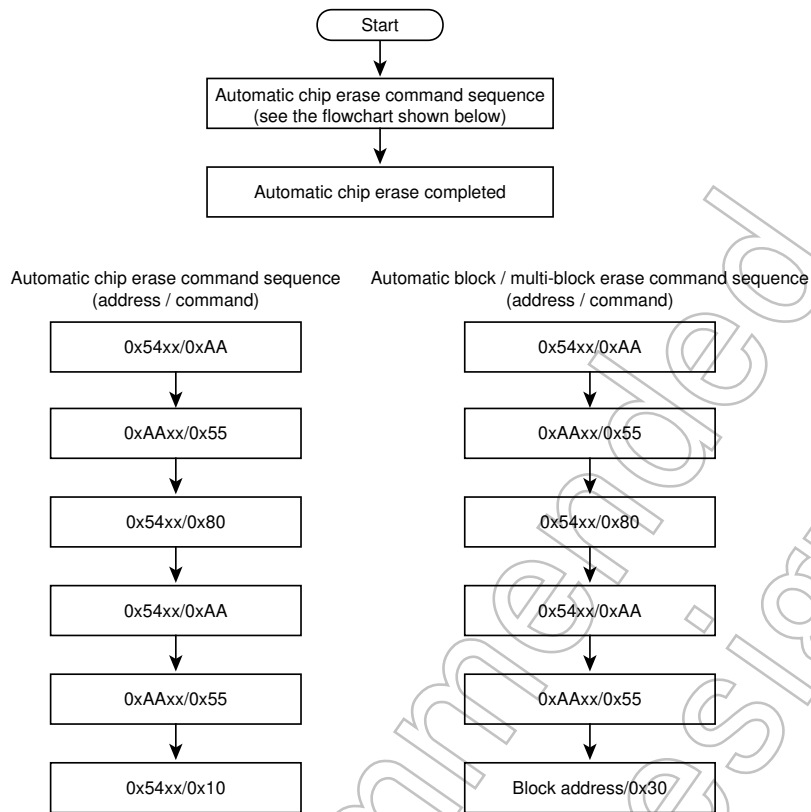 Start
Automatic chip erase command sequence
(see the flowchart shown below)
Automatic chip erase completed
Automatic chip erase command sequence
(address / command)
0x54xx/0xAA
0xAAxx/0x55
0x54xx/0x80
0x54xx/0xAA
0xAAxx/0x55
0x54xx/0x10
Automatic block / multi-block erase command sequence
(address / command)
0x54xx/0xAA
0xAAxx/0x55
0x54xx/0x80
0x54xx/0xAA
0xAAxx/0x55
Block address/0x30